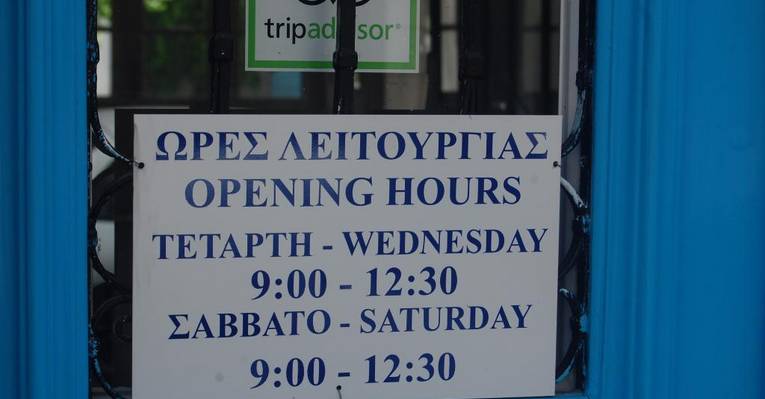 tripadvisor®
ΩΡΕΣ ΛΕΙΤΟΥΡΓΙΑΣ
OPENING HOURS
ΤΕΤΑΡΤΗ - WEDNESDAY
9:00 - 12:30
ΣΑΒΒΑΤΟ - SATURDAY
9:00 - 12:30